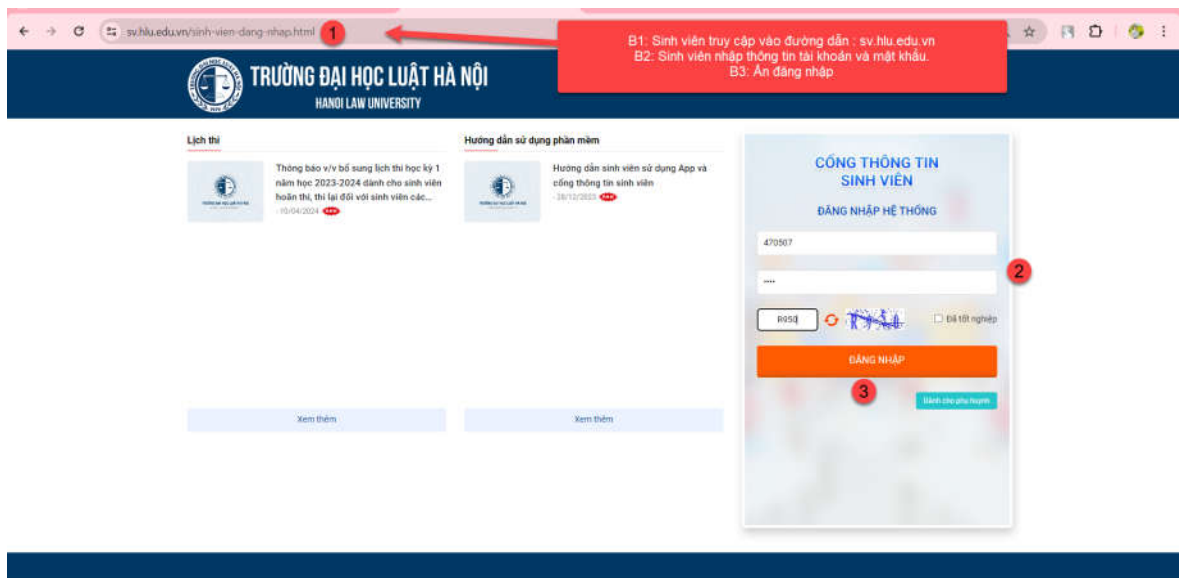 sv.hlu.edu.vn/sinh-vien-dang-nhap.html
1
B1: Sinh viên truy cập vào đường dẫn : sv.hlu.edu.vn
B2: Sinh viên nhập thông tin tài khoản và mật khẩu.
B3: Ấn đăng nhập
TRƯỜNG ĐẠI HỌC LUẬT HÀ NỘI
HANOI LAW UNIVERSITY
Lịch thi
Thông báo v/v bổ sung lịch thi học kỳ 1
năm học 2023-2024 dành cho sinh viên
hoãn thi, thi lại đối với sinh viên các...
- 10/04/2024
Hướng dẫn sử dụng phần mềm
Hướng dẫn sinh viên sử dụng App và
cổng thông tin sinh viên
- 28/12/2023
CỔNG THÔNG TIN
SINH VIÊN
ĐĂNG NHẬP HỆ THỐNG
470507
2
R950
Đã tốt nghiệp
ĐĂNG NHẬP
3
Dành cho phụ huynh
Xem thêm
Xem thêm